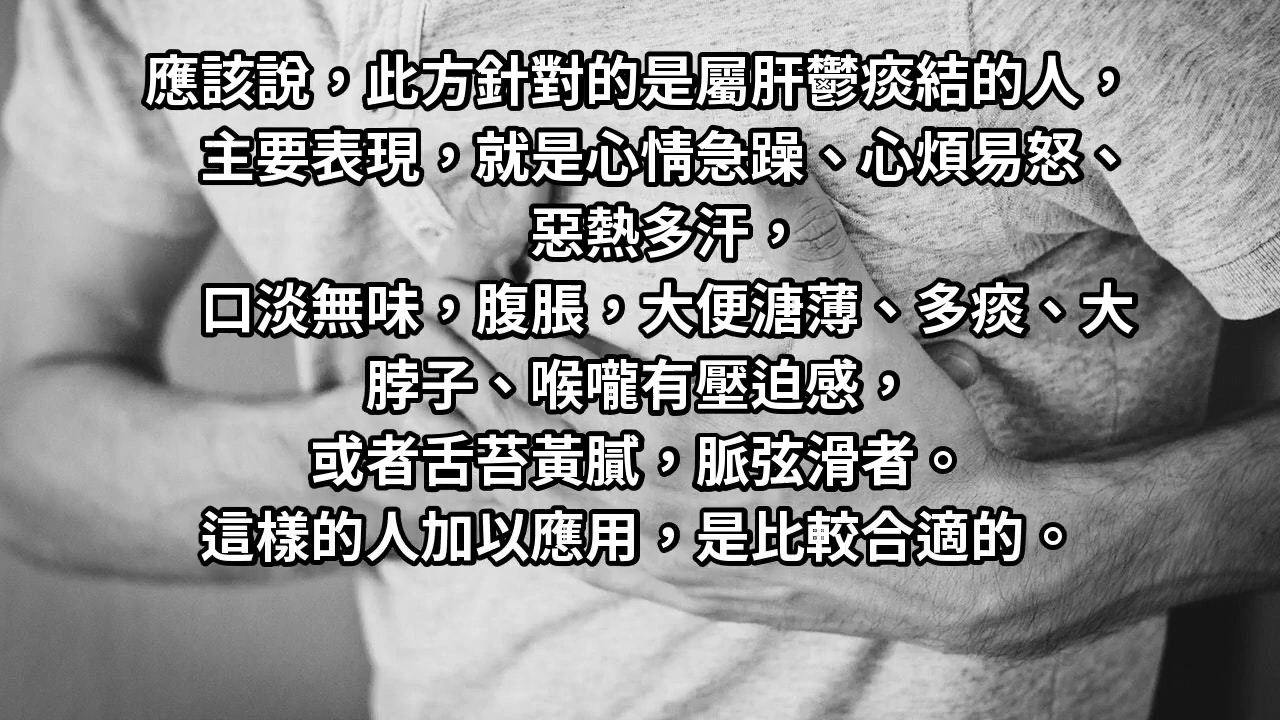 應該說，此方針對的是屬肝鬱痰結的人，
主要表現，就是心情急躁、心煩易怒、
惡熱多汗，
口淡無味，腹脹，大便溏薄、多痰、大
脖子、喉嚨有壓迫感，
或者舌苔黃膩，脈弦滑者。
這樣的人加以應用，是比較合適的。